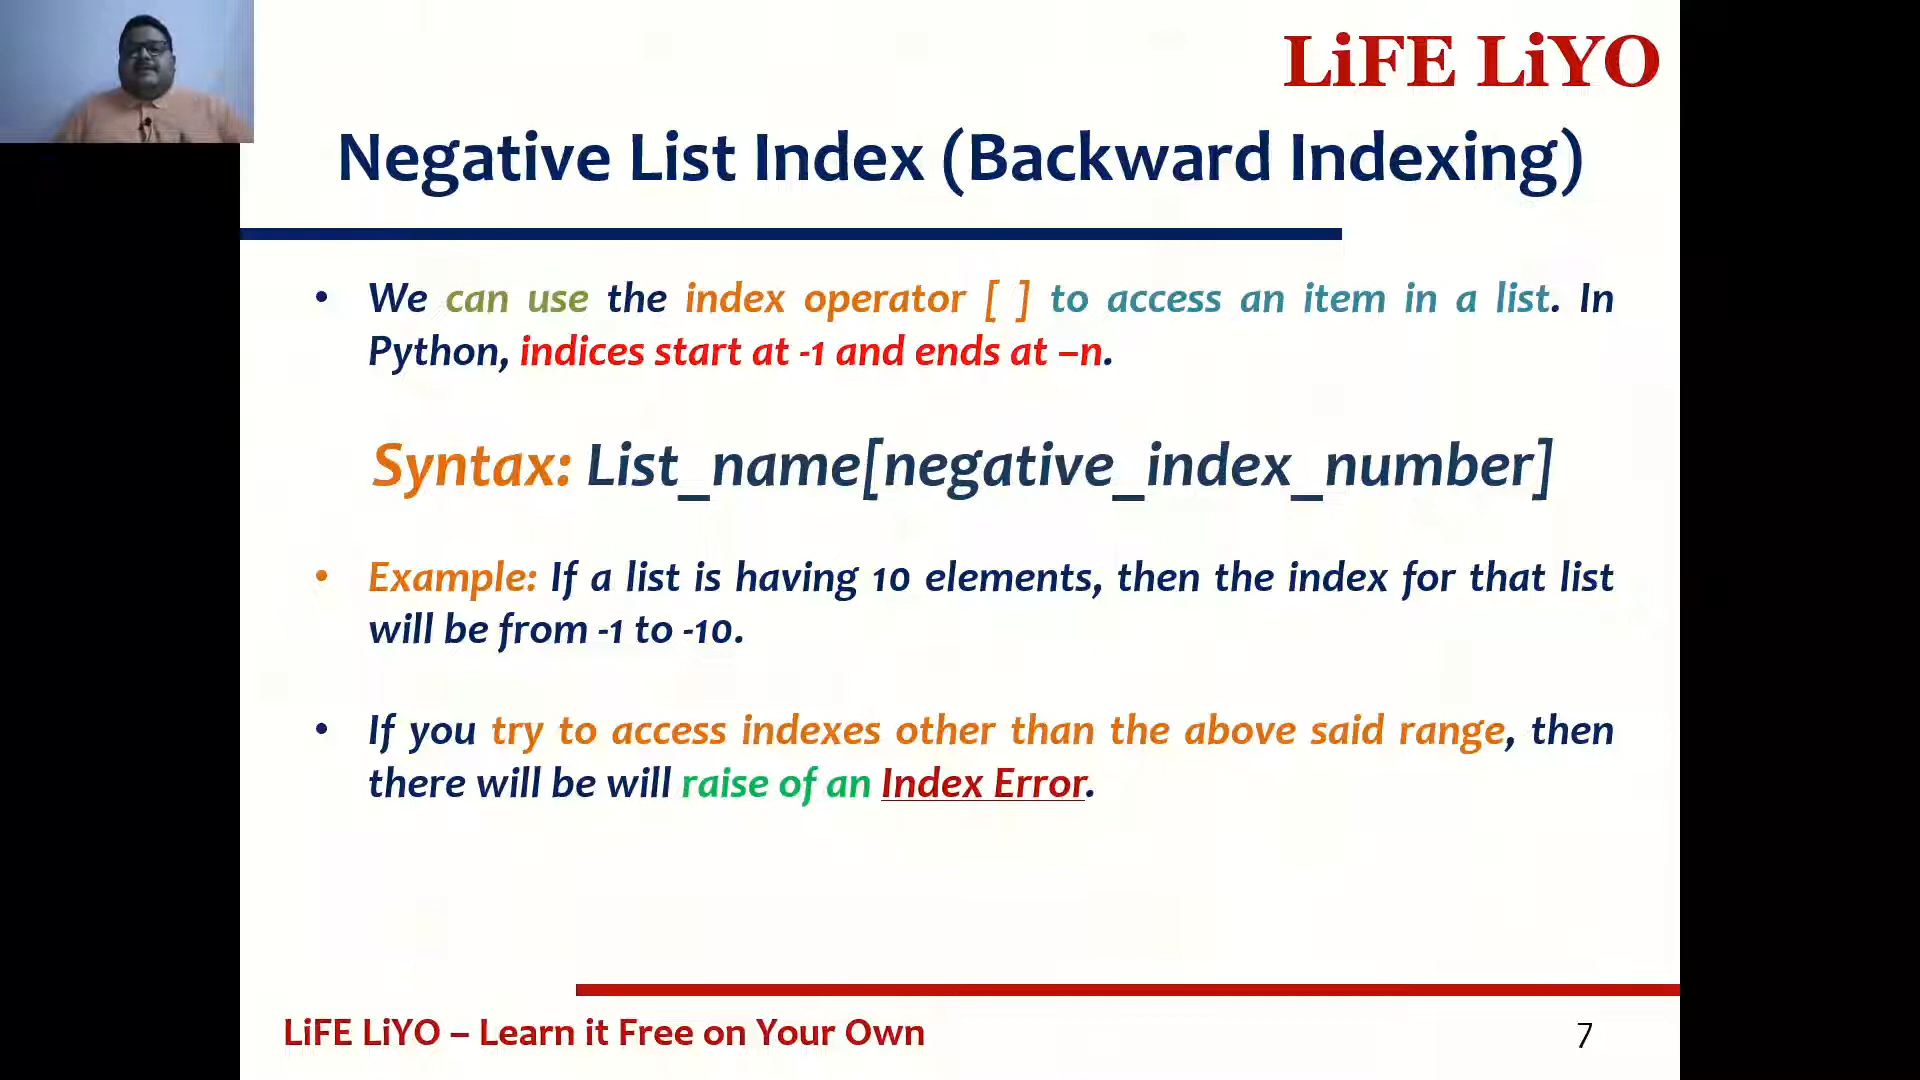 LiFE LiYO
Negative List Index (Backward Indexing)
• We can use the index operator [ ] to access an item in a list. In
Python, indices start at -1 and ends at –n.
Syntax: List_name[negative_index_number]
• Example: If a list is having 10 elements, then the index for that list
will be from -1 to -10.
• If you try to access indexes other than the above said range, then
there will be will raise of an Index Error.
LiFE LiYO – Learn it Free on Your Own
7